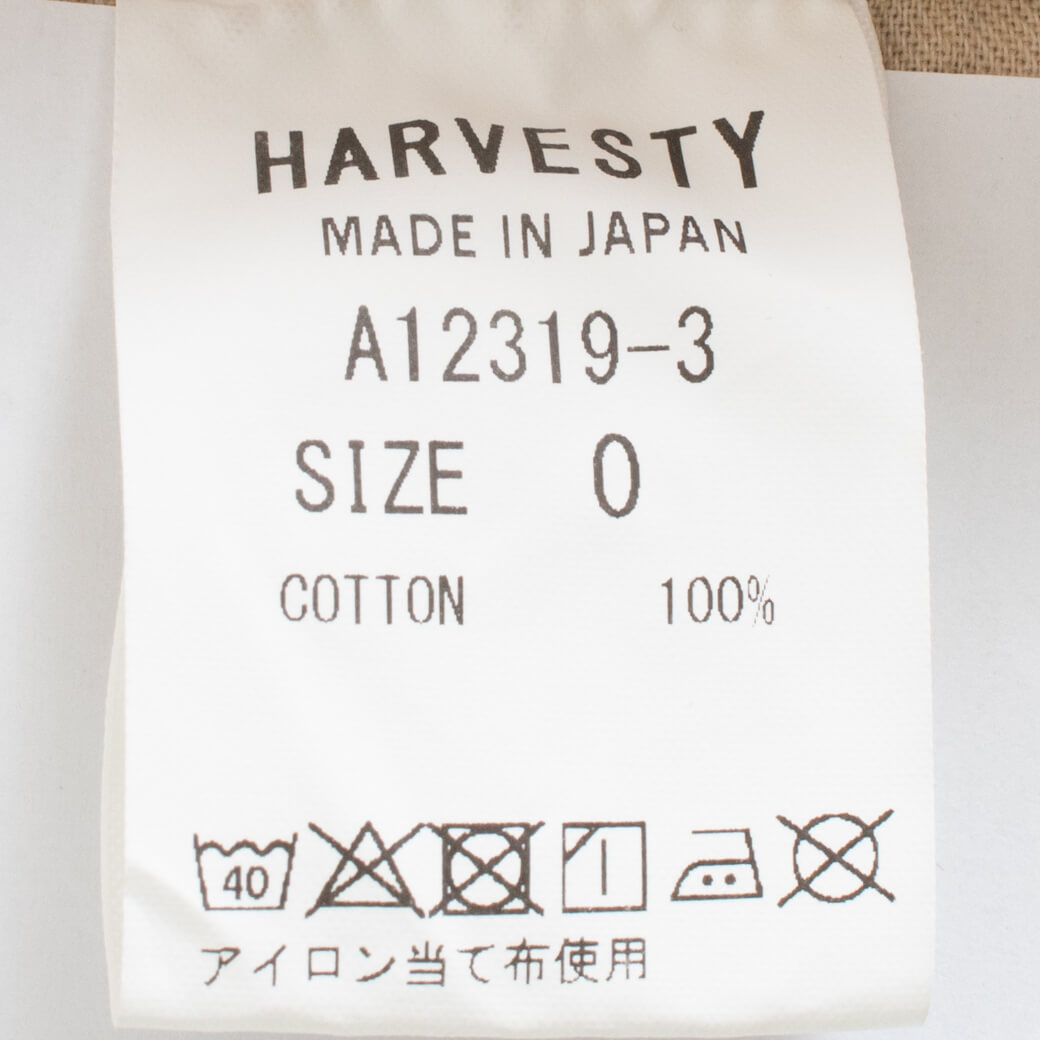 HARVESTY
MADE IN JAPAN
A12319-3
SIZE 0
COTTON 100%
40
アイロン当て布使用